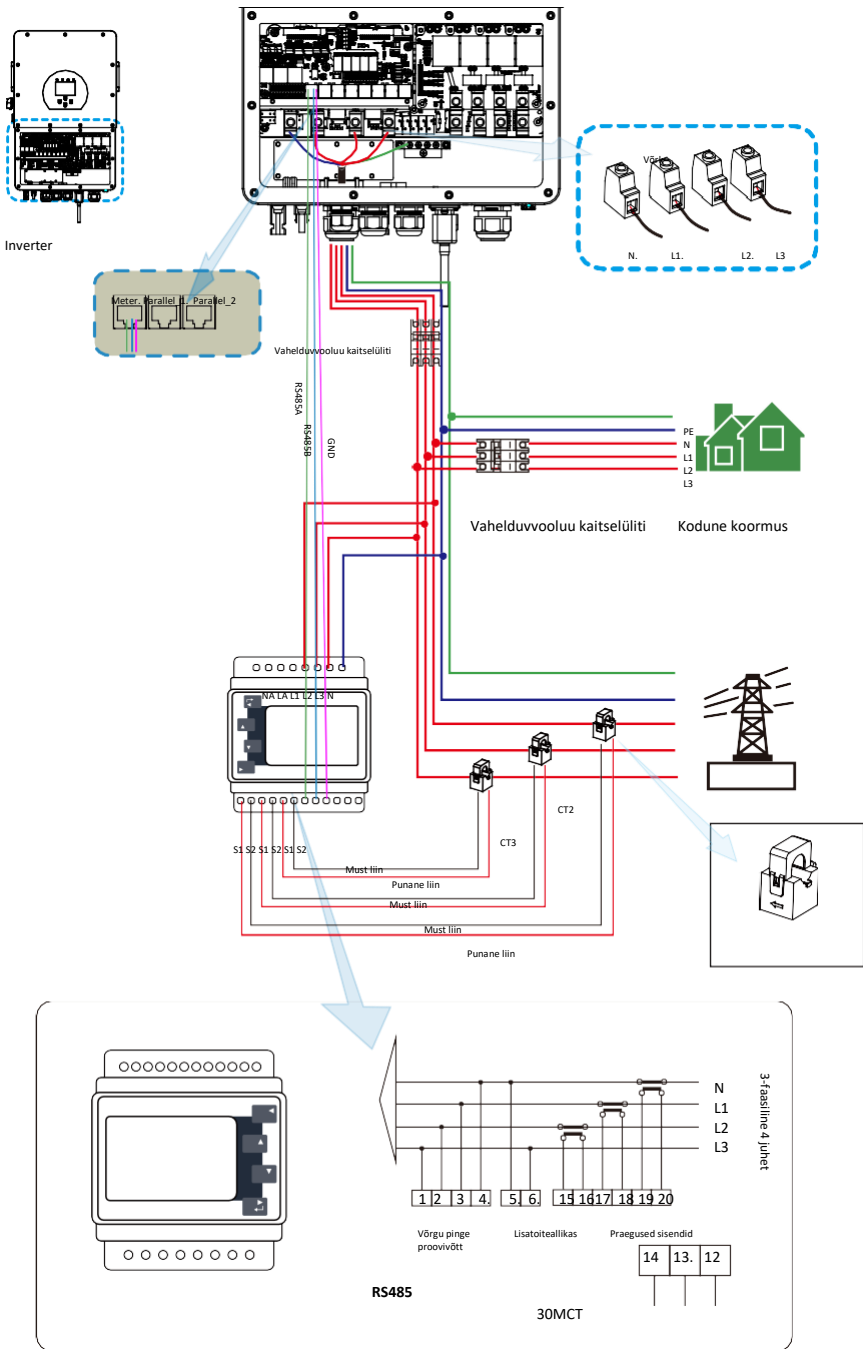 Inverter
Võrk
N. L1. L2. L3
Meter. Parallel_1. Parallel_2
Vahelduvvooluu kaitselüliti
RS485A
RS485B
GND
PE
N
L1
L2
L3
Vahelduvvooluu kaitselüliti
Kodune koormus
NA LA L1 L2 L3 N
CT2
CT3
S1 S2 S1 S2 S1 S2
Must liin
Punane liin
Must liin
Must liin
Punane liin
N
L1
L2
L3
3-faasiline 4 juhet
1 2 3 4. 5. 6. 15 16 17 18 19 20
Võrgu pinge
proovivõtt
Lisatoiteallikas
Praegused sisendid
14 13. 12
RS485
30MCT